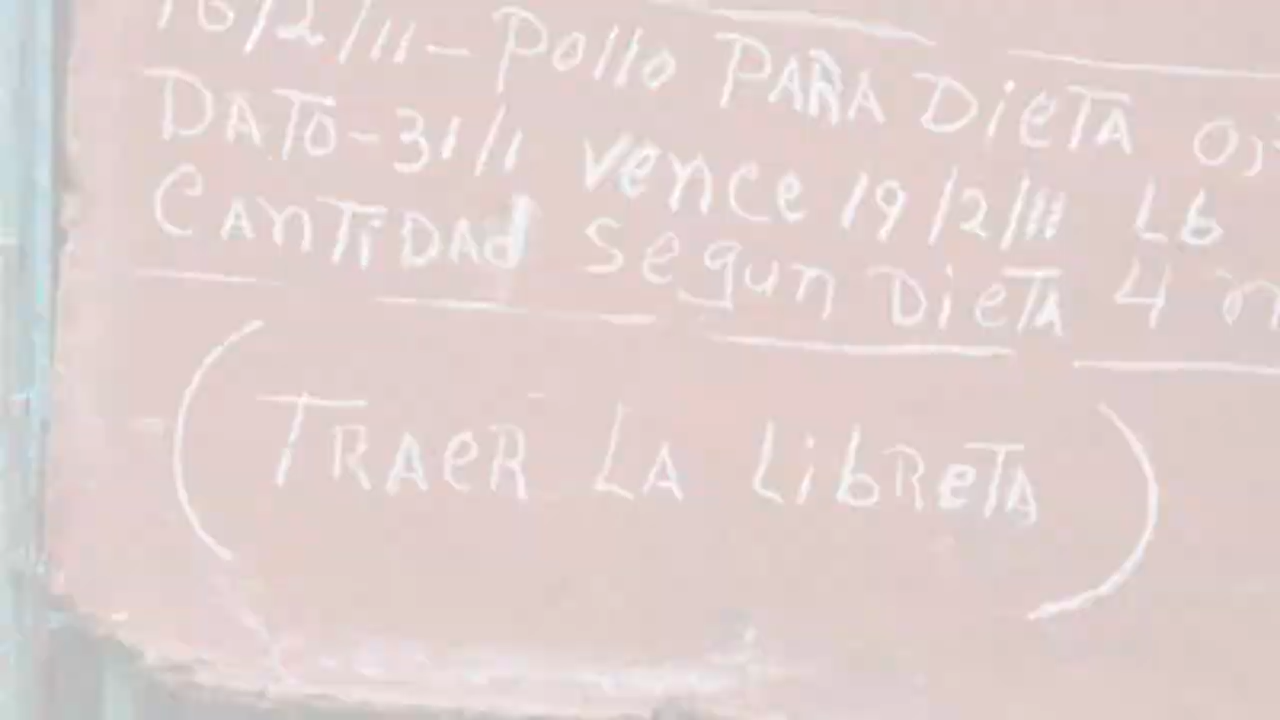 16/2/11 - Pollo PARA DieTA
DATO - 31/1 vence 19/2/11 Lb
CANTiDAd Segun DieTA 4
(TRAeR LA LibReTA)